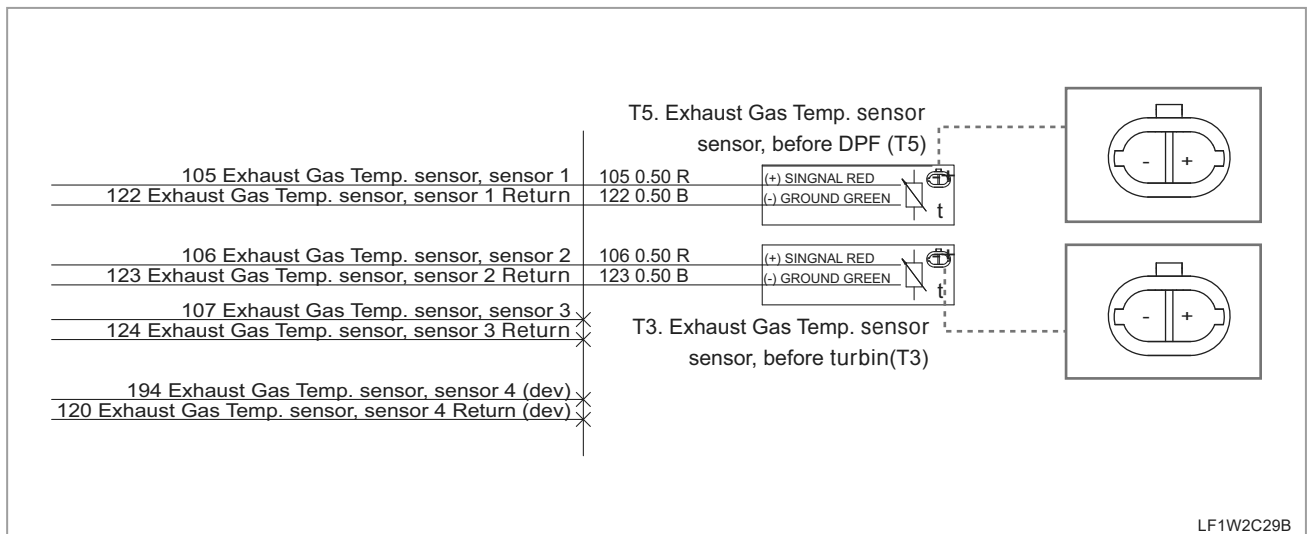 T5. Exhaust Gas Temp. sensor
sensor, before DPF (T5)
- +
105 Exhaust Gas Temp. sensor, sensor 1
105 0.50 R
(+) SINGNAL RED
122 Exhaust Gas Temp. sensor, sensor 1 Return
122 0.50 B
(-) GROUND GREEN
t
106 Exhaust Gas Temp. sensor, sensor 2
106 0.50 R
(+) SINGNAL RED
123 Exhaust Gas Temp. sensor, sensor 2 Return
123 0.50 B
(-) GROUND GREEN
t
107 Exhaust Gas Temp. sensor, sensor 3
124 Exhaust Gas Temp. sensor, sensor 3 Return
T3. Exhaust Gas Temp. sensor
sensor, before turbin(T3)
- +
194 Exhaust Gas Temp. sensor, sensor 4 (dev)
120 Exhaust Gas Temp. sensor, sensor 4 Return (dev)
LF1W2C29B